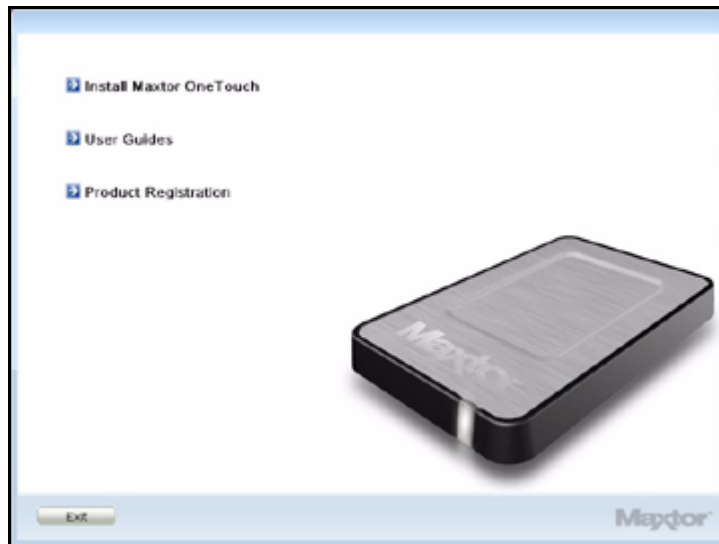 Install Maxtor OneTouch
User Guides
Product Registration
Maxtor
Exit
Maxtor